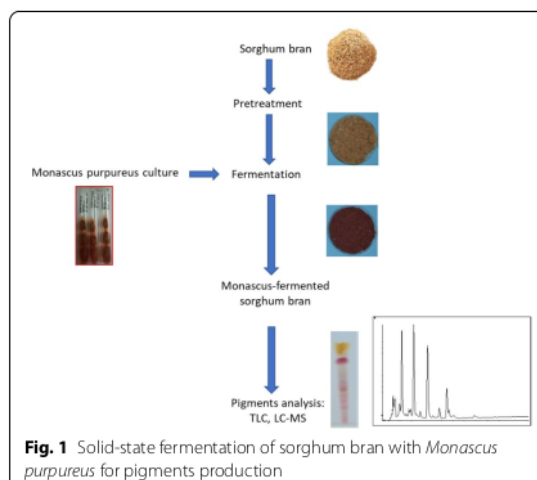 Sorghum bran
Pretreatment
Monascus purpureus culture
Fermentation
Monascus-fermented
sorghum bran
Pigments analysis:
TLC, LC-MS
Fig. 1 Solid-state fermentation of sorghum bran with Monascus
purpureus for pigments production